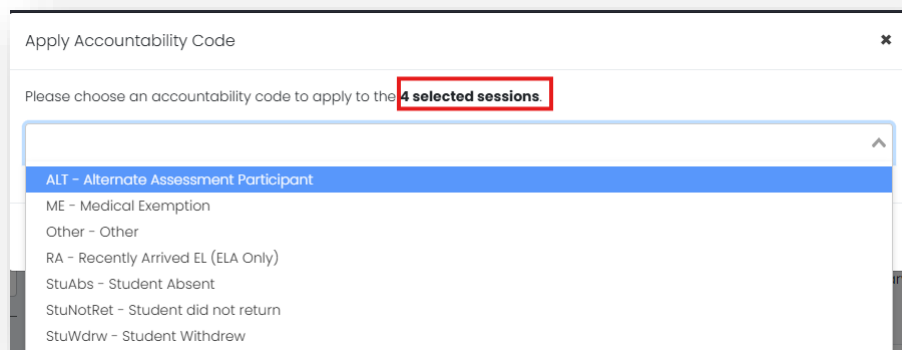 Apply Accountability Code
Please choose an accountability code to apply to the 4 selected sessions.
ALT - Alternate Assessment Participant
ME - Medical Exemption
Other - Other
RA - Recently Arrived EL (ELA Only)
StuAbs - Student Absent
StuNotRet - Student did not return
StuWdrw - Student Withdrew